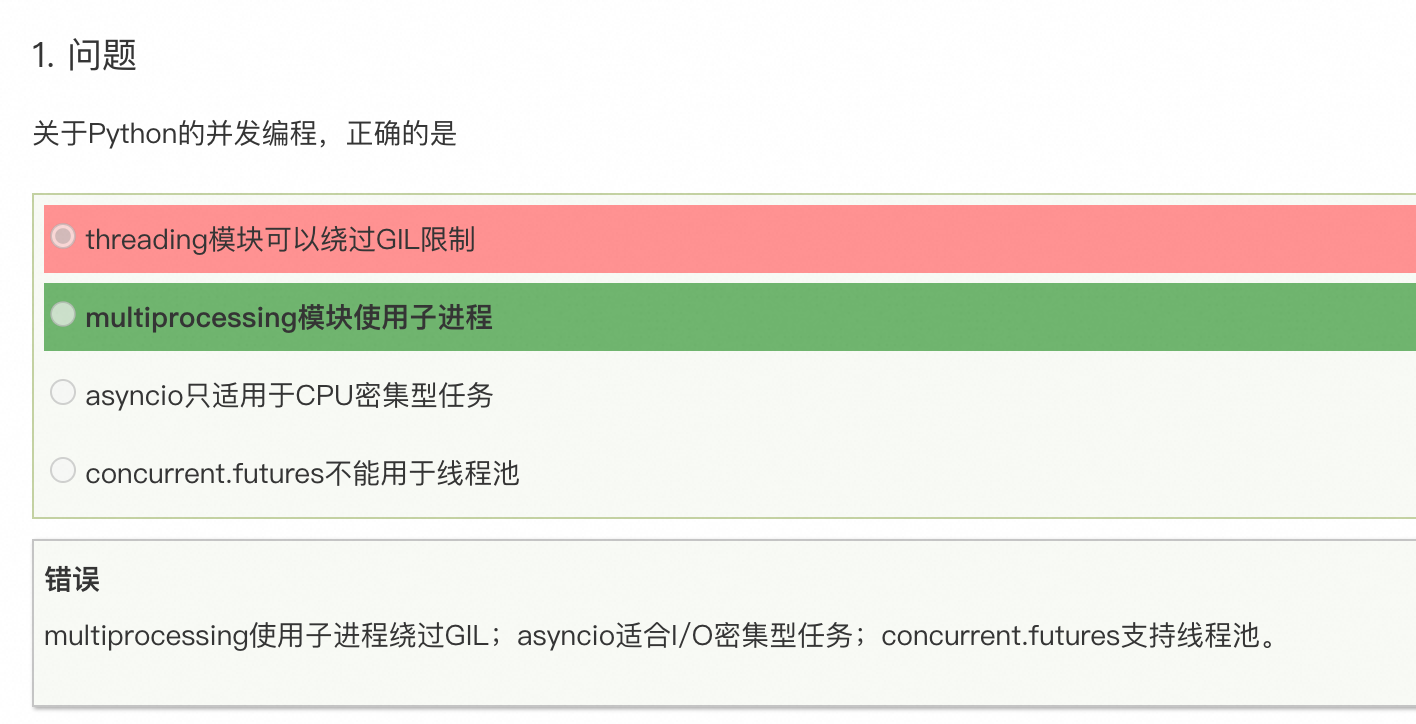 1. 问题
关于Python的并发编程，正确的是
threading模块可以绕过GIL限制
multiprocessing模块使用子进程
asyncio只适用于CPU密集型任务
concurrent.futures不能用于线程池
错误
multiprocessing使用子进程绕过GIL；asyncio适合I/O密集型任务；concurrent.futures支持线程池。